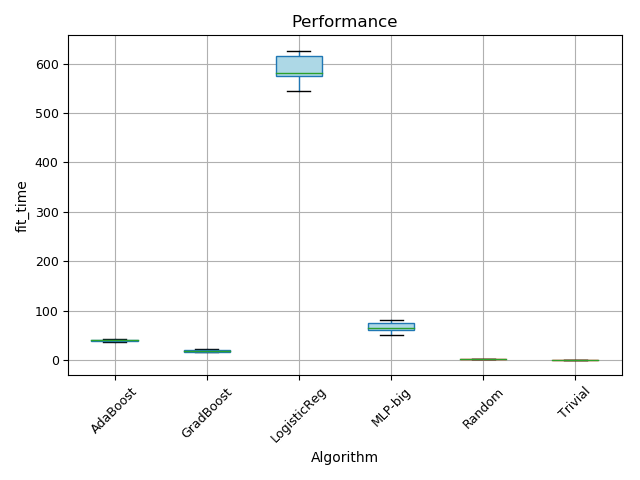 Performance
600
500
400
300
200
100
0
fit_time
AdaBoost
GradBoost
LogisticReg
MLP-big
Random
Trivial
Algorithm